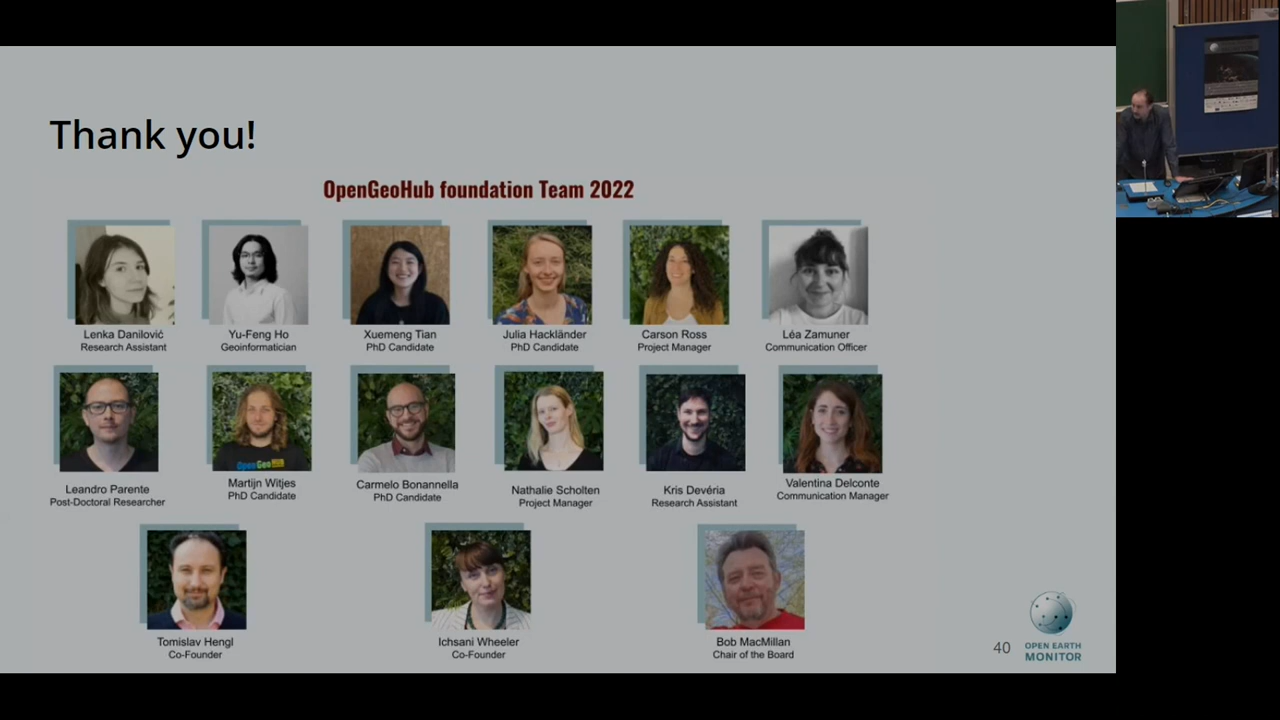 Thank you!
OpenGeoHub foundation Team 2022
Lenka Danilović
Research Assistant
Yu-Feng Ho
Geoinformatician
Xuemeng Tian
PhD Candidate
Julia Hackländer
PhD Candidate
Carson Ross
Project Manager
Léa Zamuner
Communication Officer
Leandro Parente
Post-Doctoral Researcher
Martijn Witjes
PhD Candidate
Carmelo Bonannella
PhD Candidate
Nathalie Scholten
Project Manager
Kris Devéria
Research Assistant
Valentina Delconte
Communication Manager
Tomislav Hengl
Co-Founder
Ichsani Wheeler
Co-Founder
Bob MacMillan
Chair of the Board
40
OPEN EARTH
MONITOR